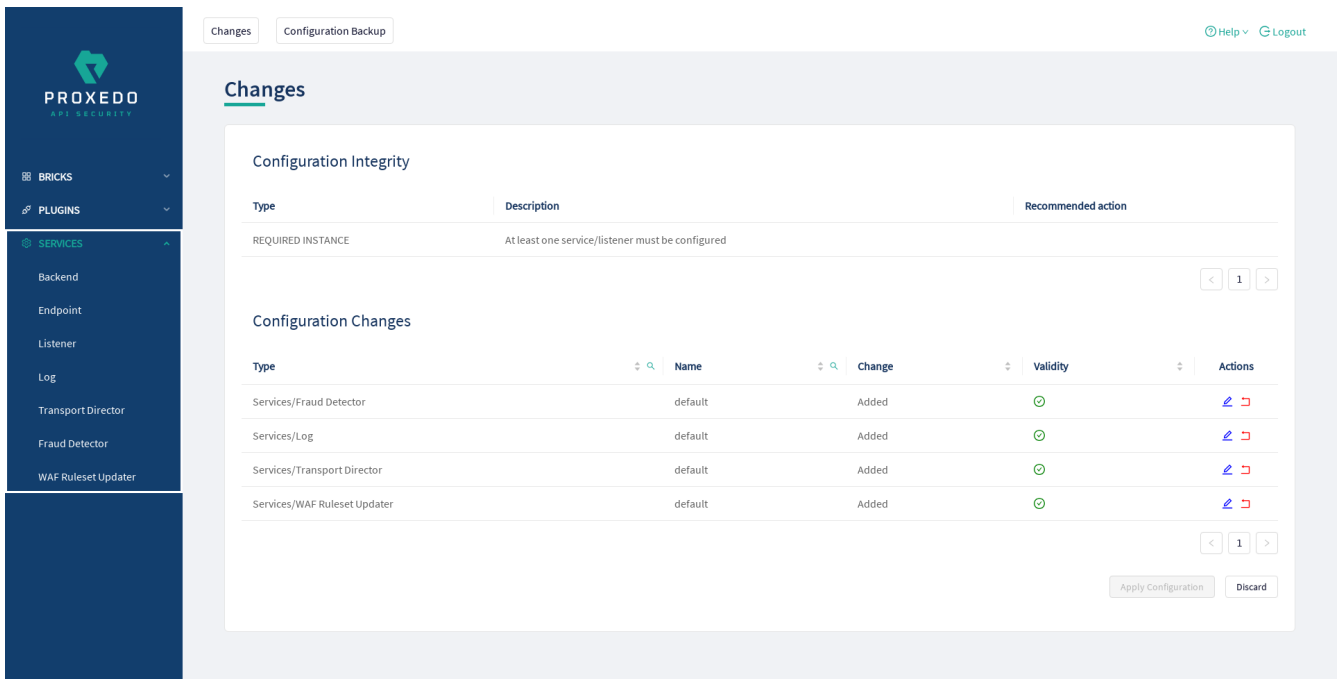 Changes Configuration Backup Help Logout
PROXEDO
API SECURITY
BRICKS
PLUGINS
SERVICES
Backend
Endpoint
Listener
Log
Transport Director
Fraud Detector
WAF Ruleset Updater
Changes
Configuration Integrity
Type Description Recommended action
REQUIRED INSTANCE At least one service/listener must be configured
< 1 >
Configuration Changes
Type Name Change Validity Actions
Services/Fraud Detector default Added
Services/Log default Added
Services/Transport Director default Added
Services/WAF Ruleset Updater default Added
< 1 >
Apply Configuration Discard